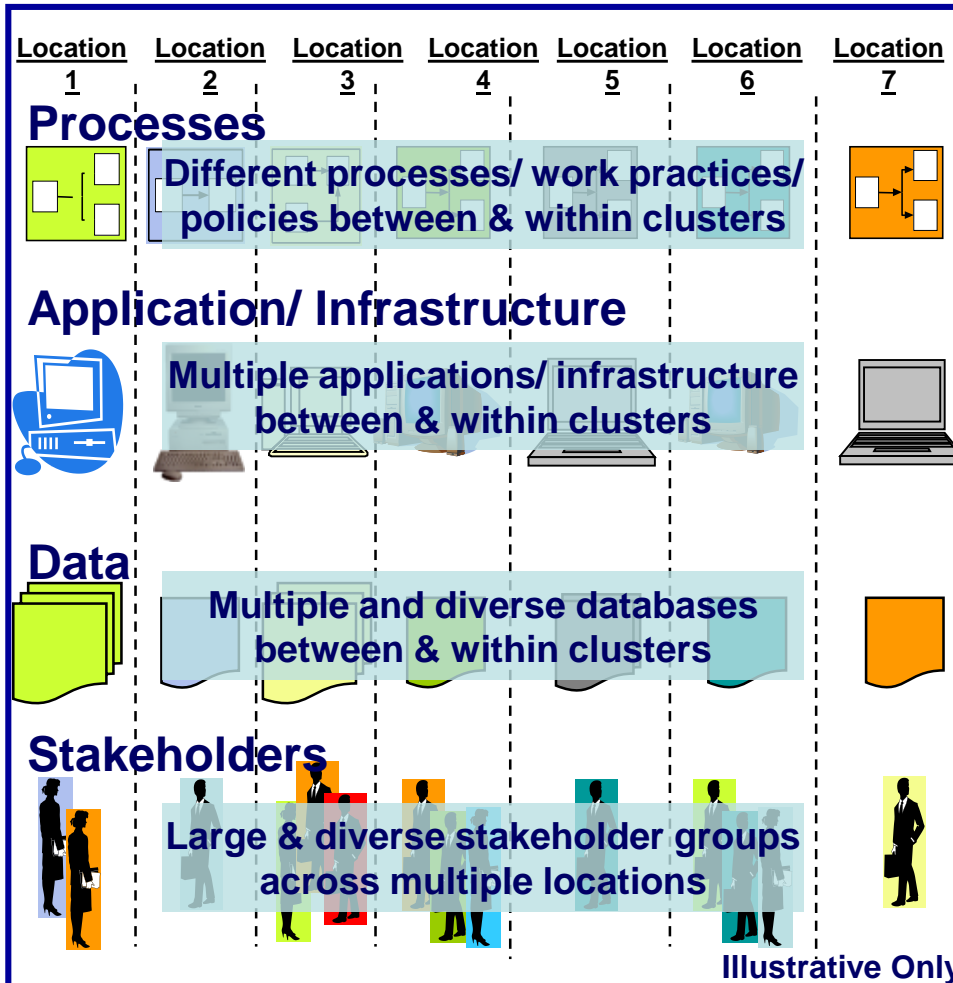 Location Location Location Location Location Location Location
1 2 3 4 5 6 7
Processes
Different processes/ work practices/
policies between & within clusters
Application/ Infrastructure
Multiple applications/ infrastructure
between & within clusters
Data
Multiple and diverse databases
between & within clusters
Stakeholders
Large & diverse stakeholder groups
across multiple locations
Illustrative Only